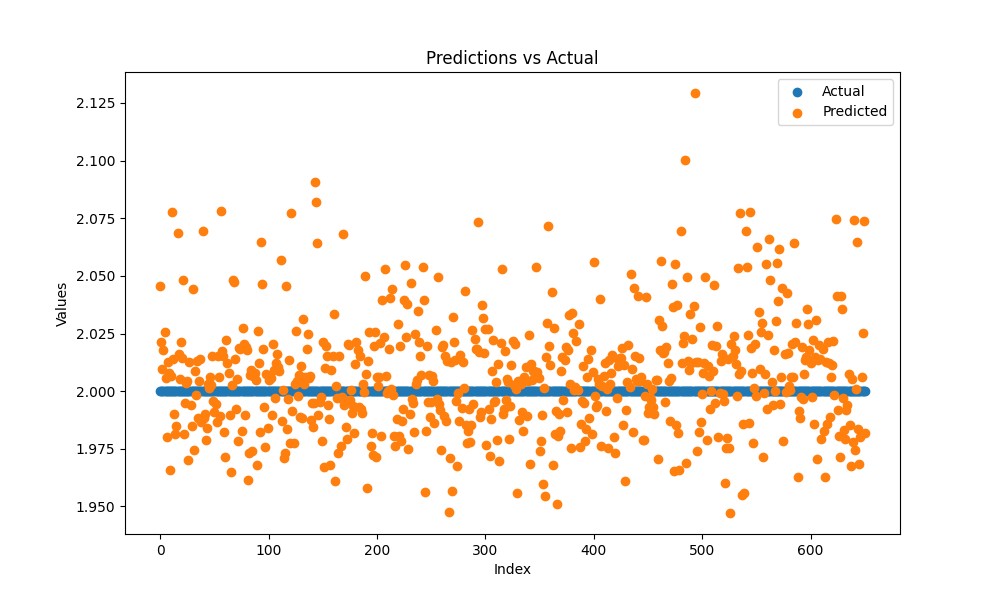 Predictions vs Actual
Actual
Predicted
2.125
2.100
2.075
2.050
2.025
2.000
1.975
1.950
Values
0 100 200 300 400 500 600
Index